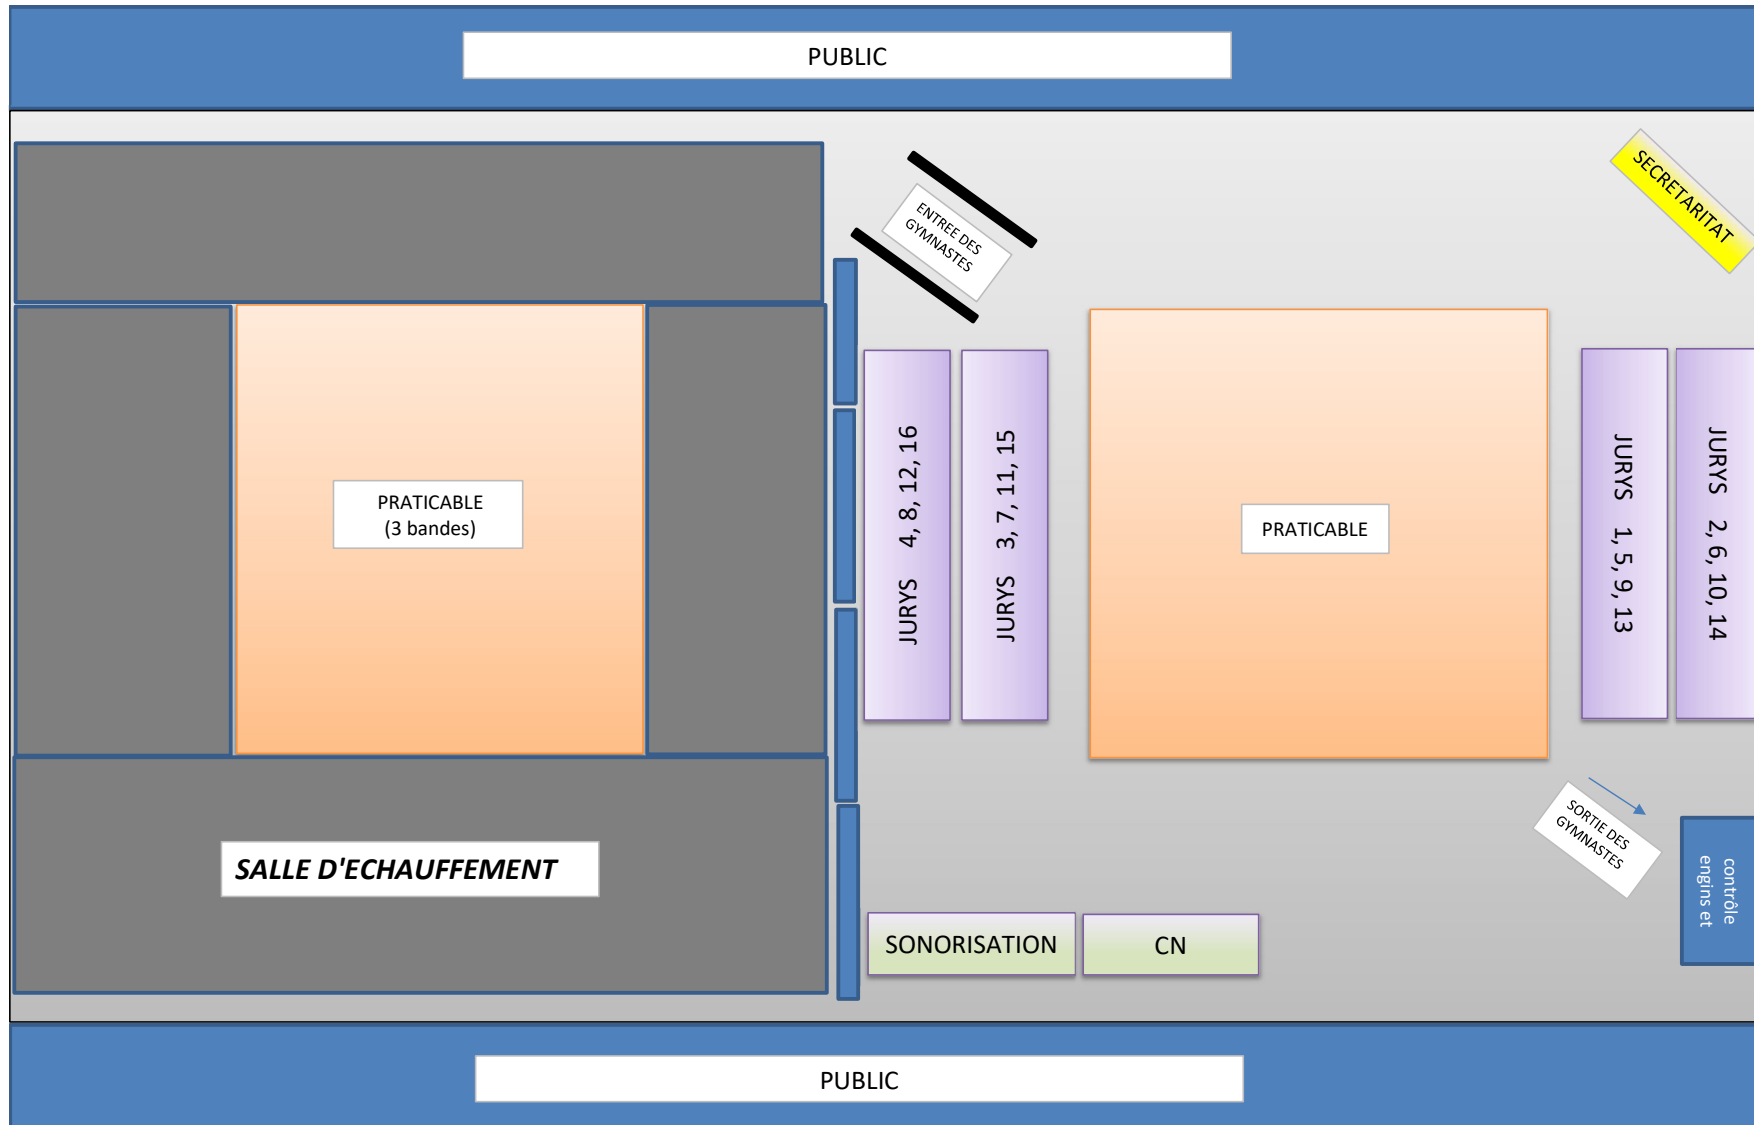 PUBLIC
SECRETARITAT
ENTREE DES
GYMNASTES
PRATICABLE
(3 bandes)
JURYS 4, 8, 12, 16
JURYS 3, 7, 11, 15
PRATICABLE
JURYS 1, 5, 9, 13
JURYS 2, 6, 10, 14
SORTIE DES
GYMNASTES
contrôle
engins et
SALLE D'ECHAUFFEMENT
SONORISATION
CN
PUBLIC